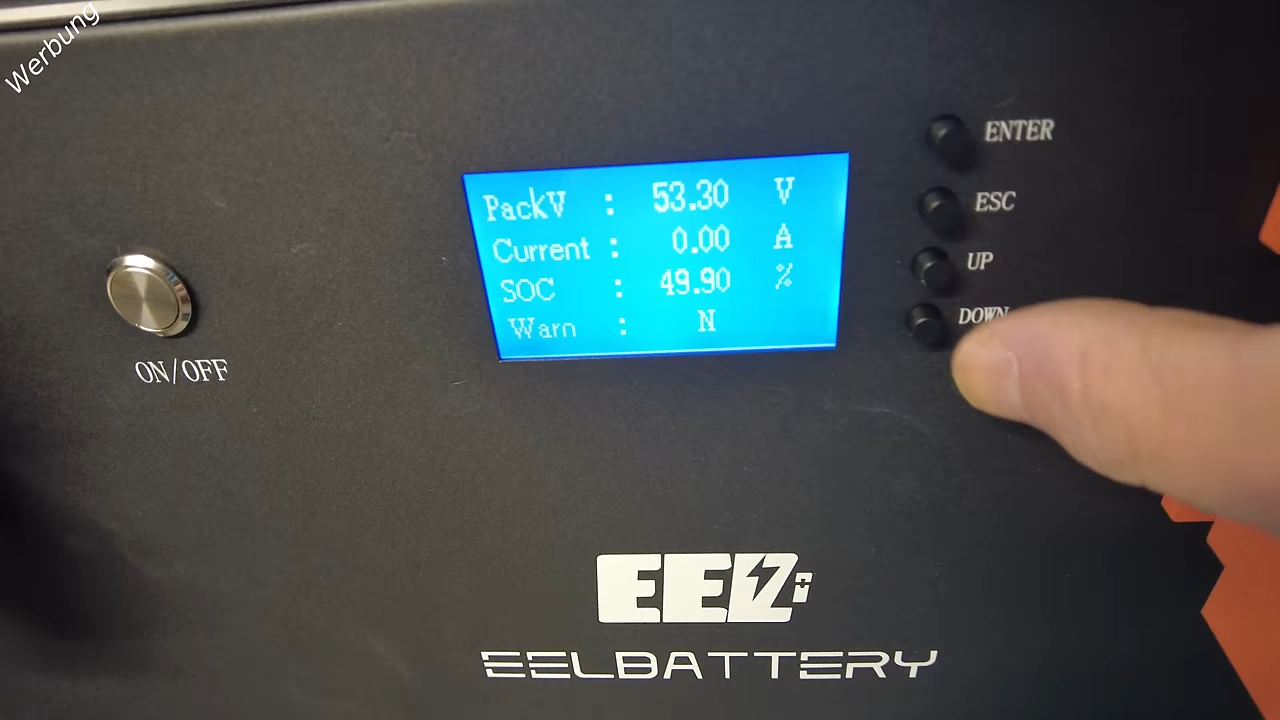 Werbung
PackV : 53.30 V
Current : 0.00 A
SOC : 49.90 %
Warn : N
ENTER
ESC
UP
DOWN
ON/OFF
EEL
EELBATTERY